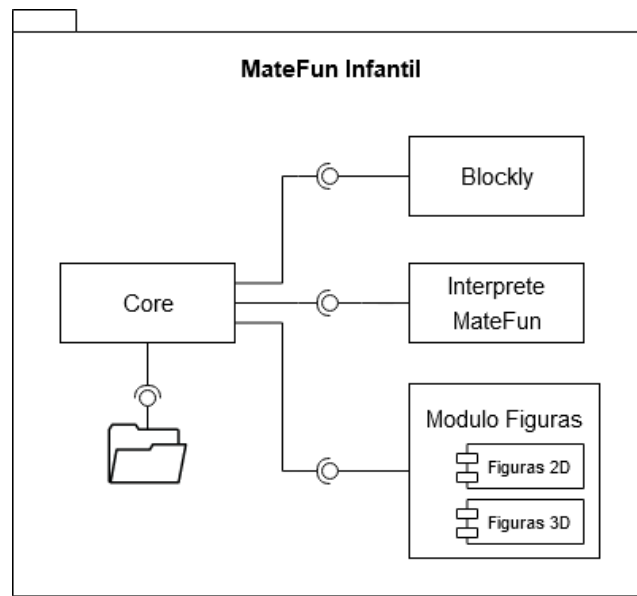 MateFun Infantil
Blockly
Core
Interprete
MateFun
Modulo Figuras
Figuras 2D
Figuras 3D